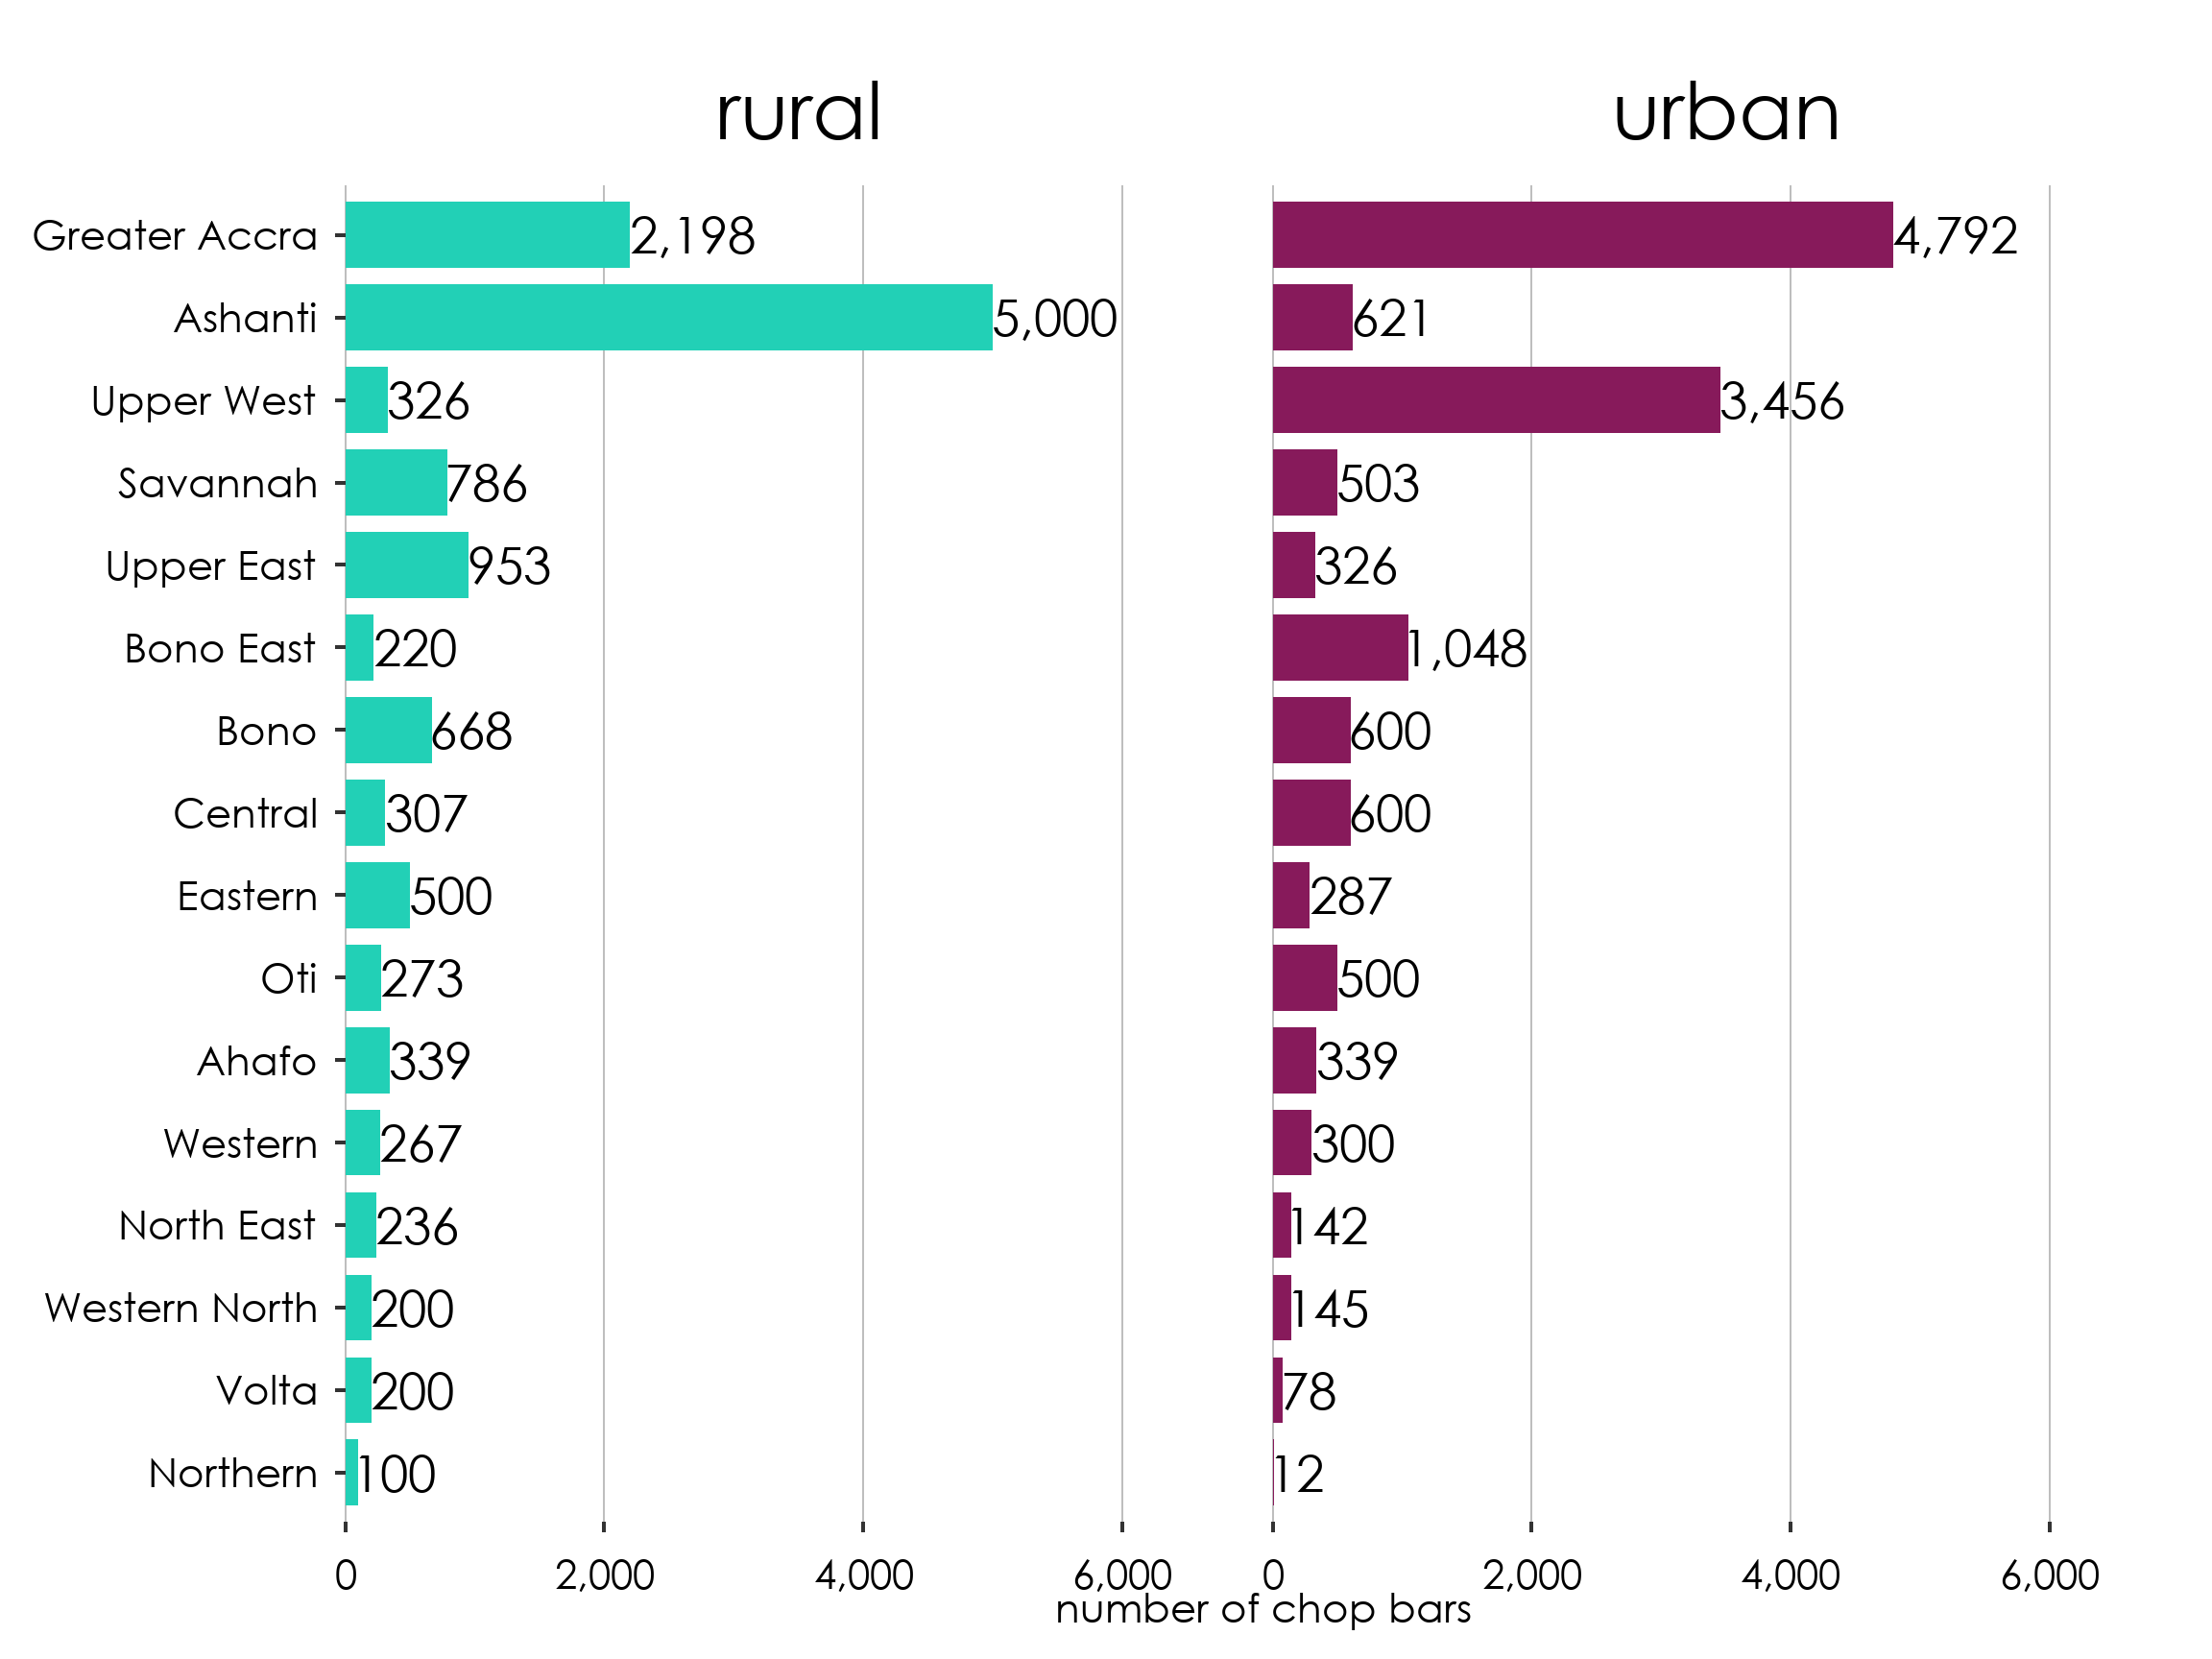 rural urban
Greater Accra 2,198 4,792
Ashanti 5,000 621
Upper West 326 3,456
Savannah 786 503
Upper East 953 326
Bono East 220 1,048
Bono 668 600
Central 307 600
Eastern 500 287
Oti 273 500
Ahafo 339 339
Western 267 300
North East 236 142
Western North 200 145
Volta 200 78
Northern 100 12
0 2,000 4,000 6,000 0 2,000 4,000 6,000
number of chop bars